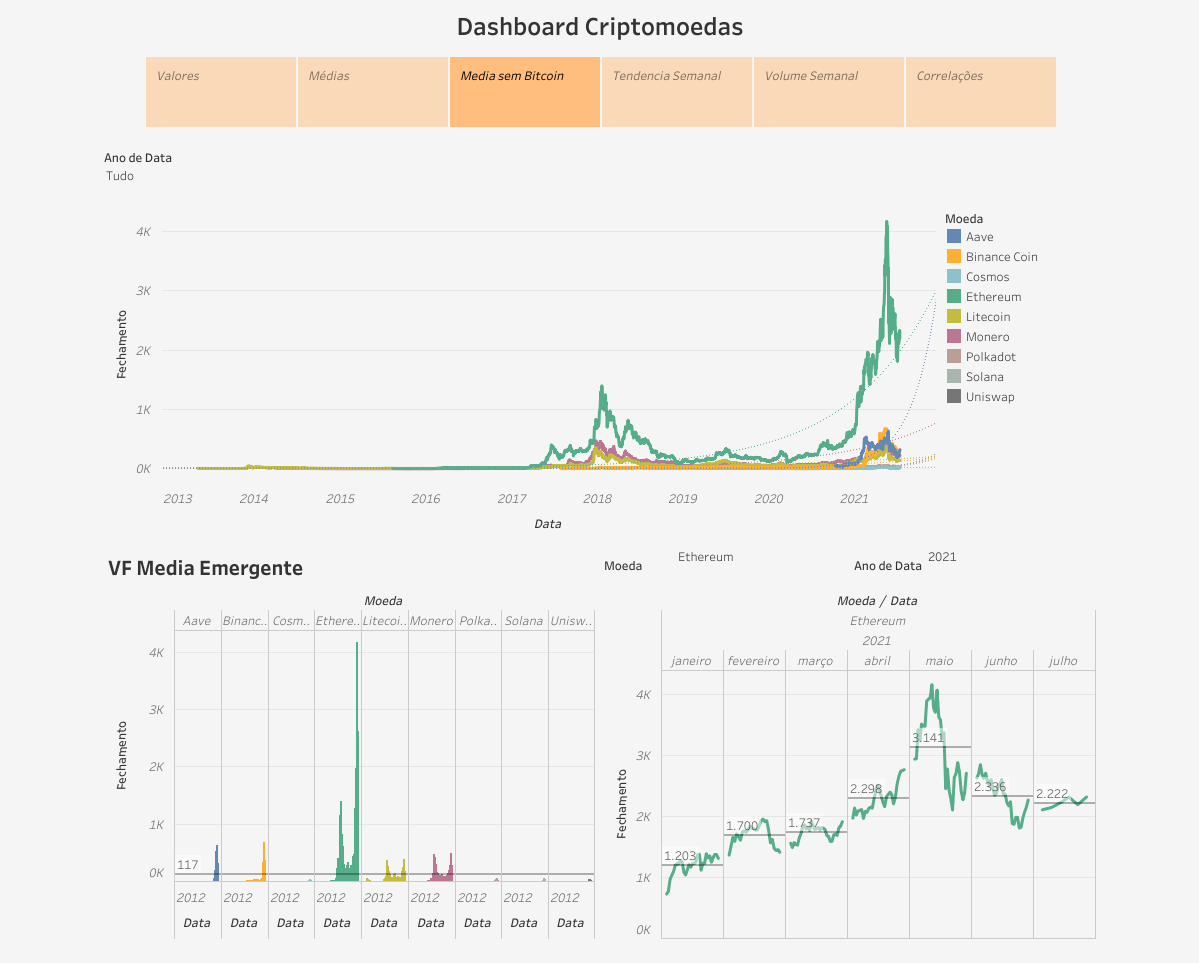 Dashboard Criptomoedas
Valores
Médias
Media sem Bitcoin
Tendencia Semanal
Volume Semanal
Correlações
Ano de Data
Tudo
4K
3K
2K
1K
0K
Fechamento
2013 2014 2015 2016 2017 2018 2019 2020 2021
Data
Moeda
Aave
Binance Coin
Cosmos
Ethereum
Litecoin
Monero
Polkadot
Solana
Uniswap
VF Media Emergente
Moeda
Aave Binanc.. Cosm.. Ethere.. Litecoi.. Monero Polka.. Solana Unisw..
4K
3K
2K
1K
0K
Fechamento
117
2012 2012 2012 2012 2012 2012 2012 2012 2012
Data Data Data Data Data Data Data Data Data
Moeda
Ethereum
Ano de Data
2021
Moeda / Data
Ethereum
2021
janeiro fevereiro março abril maio junho julho
4K
3K
2K
1K
0K
Fechamento
1.203
1.700
1.737
2.298
3.141
2.336
2.222